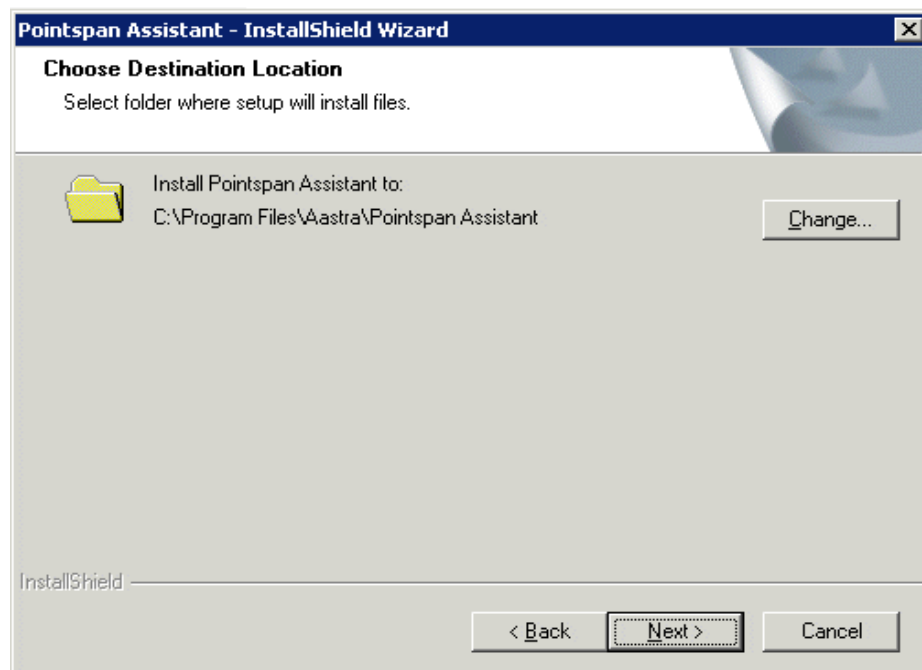 Pointspan Assistant - InstallShield Wizard
Choose Destination Location
Select folder where setup will install files.
Install Pointspan Assistant to:
C:\Program Files\Aastra\Pointspan Assistant
Change...
InstallShield
< Back Next > Cancel